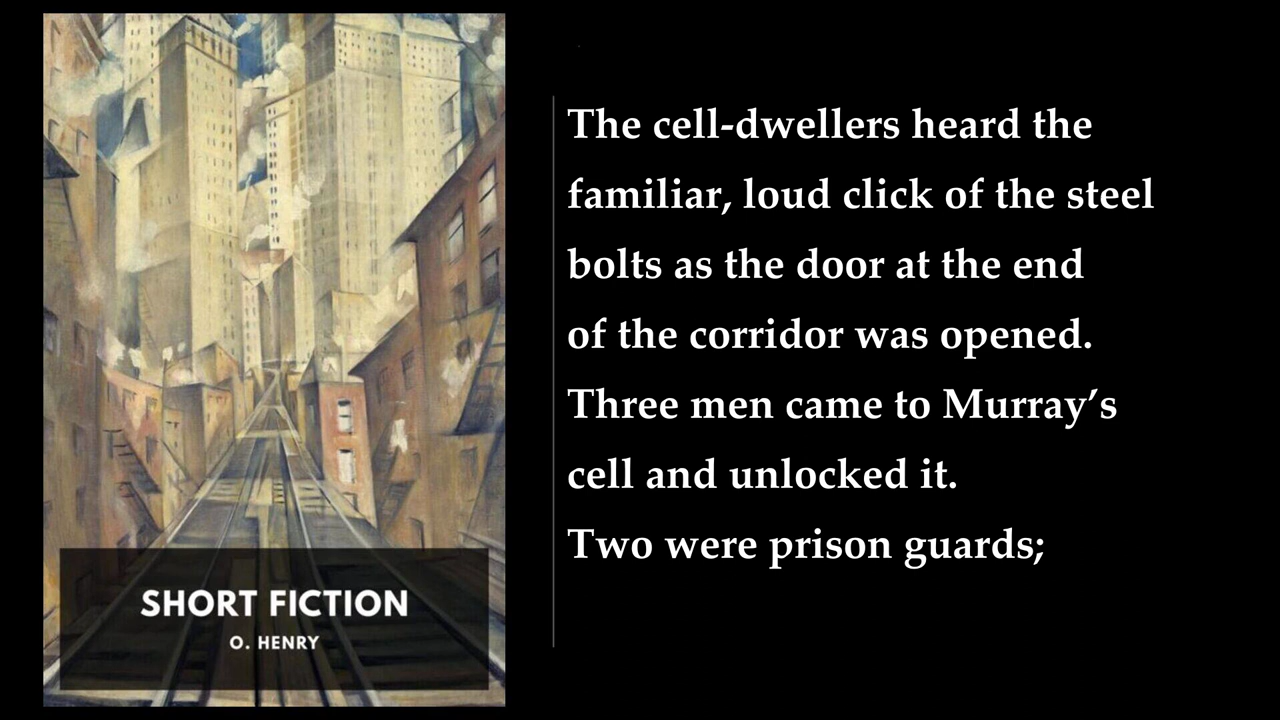 SHORT FICTION
O. HENRY
The cell-dwellers heard the
familiar, loud click of the steel
bolts as the door at the end
of the corridor was opened.
Three men came to Murray’s
cell and unlocked it.
Two were prison guards;